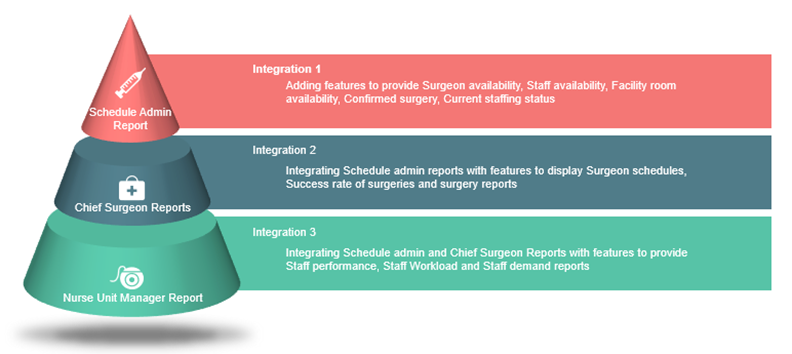 Integration 1
Adding features to provide Surgeon availability, Staff availability, Facility room
availability, Confirmed surgery, Current staffing status
Schedule Admin
Report
Integration 2
Integrating Schedule admin reports with features to display Surgeon schedules,
Success rate of surgeries and surgery reports
Chief Surgeon Reports
Integration 3
Integrating Schedule admin and Chief Surgeon Reports with features to provide
Staff performance, Staff Workload and Staff demand reports
Nurse Unit Manager Report